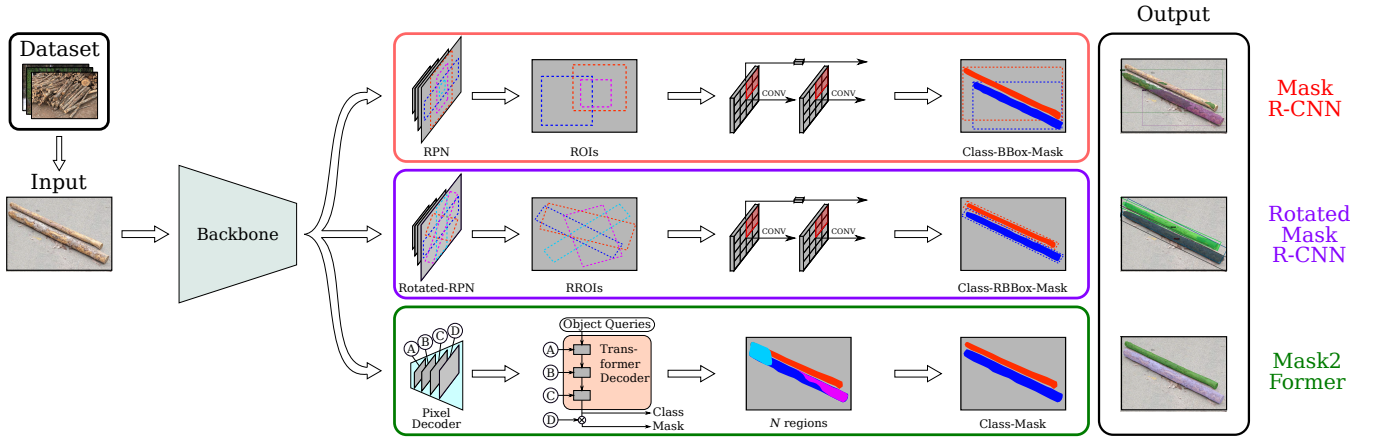 Output
Dataset
Input
Backbone
RPN
ROIs
CONV
CONV
Class-BBox-Mask
Mask
R-CNN
Rotated-RPN
RROIs
CONV
CONV
Class-RBBox-Mask
Rotated
Mask
R-CNN
A
B
C
D
Pixel
Decoder
Object Queries
A
B
C
D
Trans-
former
Decoder
Class
Mask
N regions
Class-Mask
Mask2
Former